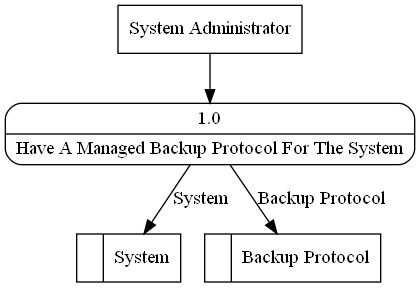 System Administrator
1.0
Have A Managed Backup Protocol For The System
System
Backup Protocol
System
Backup Protocol